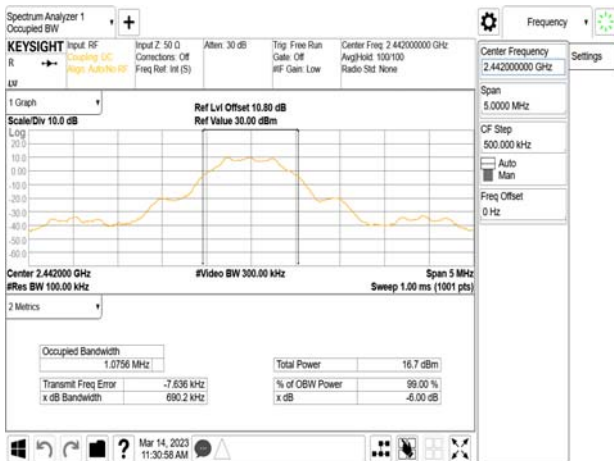 Spectrum Analyzer 1
Occupied BW
KEYSIGHT
R
Input: RF
Coupling: DC
Align: Auto/No RF
Input Z: 50 Ω
Corrections: Off
Freq Ref: Int (S)
Atten: 30 dB
Trig: Free Run
Gate: Off
#IF Gain: Low
Center Freq: 2.442000000 GHz
Avg|Hold: 100/100
Radio Std: None
1 Graph
Scale/Div 10.0 dB
Ref Lvl Offset 10.80 dB
Ref Value 30.00 dBm
Log
20.0
10.0
0.00
-10.0
-20.0
-30.0
-40.0
-50.0
-60.0
Center 2.442000 GHz
#Res BW 100.00 kHz
#Video BW 300.00 kHz
Span 5 MHz
Sweep 1.00 ms (1001 pts)
2 Metrics
Occupied Bandwidth
1.0756 MHz
Transmit Freq Error -7.636 kHz
x dB Bandwidth 690.2 kHz
Total Power 16.7 dBm
% of OBW Power 99.00 %
x dB -6.00 dB
Mar 14, 2023
11:30:58 AM
Frequency
Settings
Center Frequency
2.442000000 GHz
Span
5.0000 MHz
CF Step
500.000 kHz
Auto
Man
Freq Offset
0 Hz